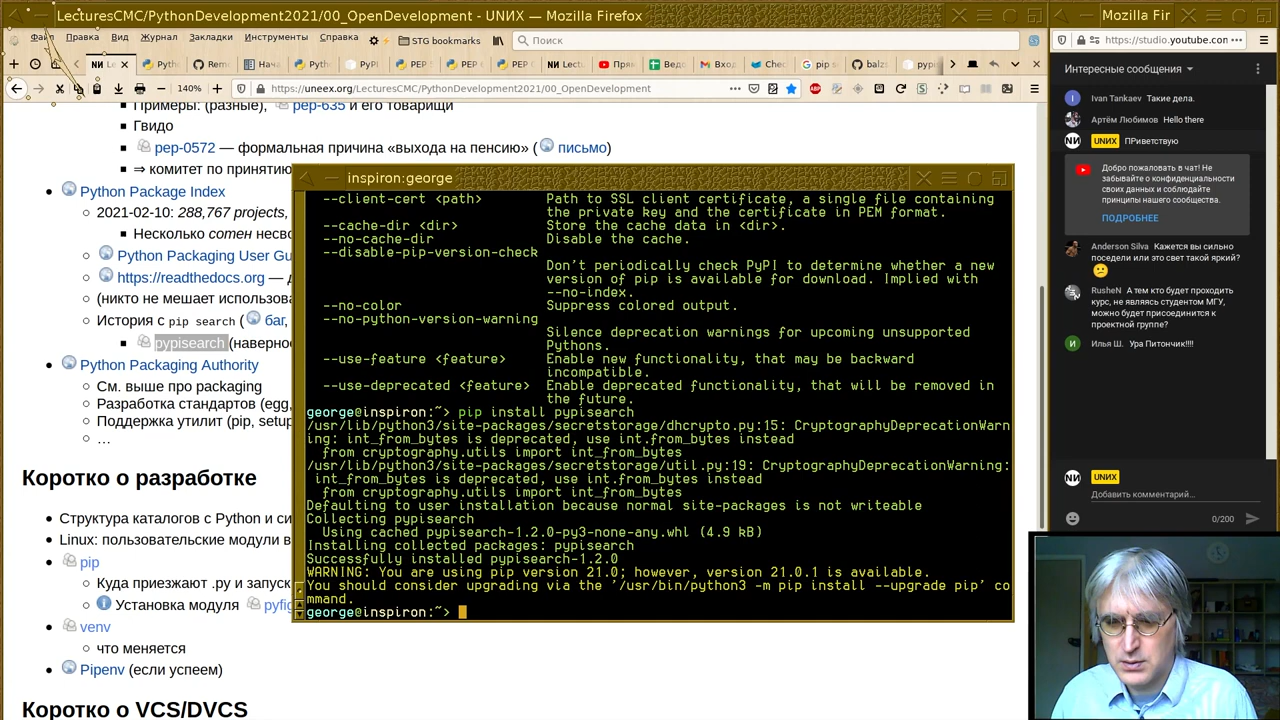 LecturesCMC/PythonDevelopment2021/00_OpenDevelopment - UNИX — Mozilla Firefox
Mozilla Fir
Файл Правка Вид Журнал Закладки Инструменты Справка
STG bookmarks
Поиск
https://studio.youtube.con
140%
https://uneex.org/LecturesCMC/PythonDevelopment2021/00_OpenDevelopment
Примеры: (разные), pep-635 и его товарищи
Гвидо
pep-0572 — формальная причина «выхода на пенсию» (письмо)
⇒ комитет по принятию
Python Package Index
2021-02-10: 288,767 projects,
Несколько сотен несво
Python Packaging User Gu
https://readthedocs.org — д
(никто не мешает использова
История с pip search (баг,
pypisearch (наверно
Python Packaging Authority
См. выше про packaging
Разработка стандартов (egg,
Поддержка утилит (pip, setup
…
Коротко о разработке
Структура каталогов с Python и си
Linux: пользовательские модули в
pip
Куда приезжают .py и запуск
Установка модуля pyfig
venv
что меняется
Pipenv (если успеем)
Коротко о VCS/DVCS
inspiron:george
--client-cert <path> Path to SSL client certificate, a single file containing
the private key and the certificate in PEM format.
--cache-dir <dir> Store the cache data in <dir>.
--no-cache-dir Disable the cache.
--disable-pip-version-check
Don't periodically check PyPI to determine whether a new
version of pip is available for download. Implied with
--no-index.
--no-color Suppress colored output.
--no-python-version-warning
Silence deprecation warnings for upcoming unsupported
Pythons.
--use-feature <feature> Enable new functionality, that may be backward
incompatible.
--use-deprecated <feature> Enable deprecated functionality, that will be removed in
the future.
george@inspiron:~> pip install pypisearch
/usr/lib/python3/site-packages/secretstorage/dhcrypto.py:15: CryptographyDeprecationWarn
ing: int_from_bytes is deprecated, use int.from_bytes instead
from cryptography.utils import int_from_bytes
/usr/lib/python3/site-packages/secretstorage/util.py:19: CryptographyDeprecationWarning:
int_from_bytes is deprecated, use int.from_bytes instead
from cryptography.utils import int_from_bytes
Defaulting to user installation because normal site-packages is not writeable
Collecting pypisearch
Using cached pypisearch-1.2.0-py3-none-any.whl (4.9 kB)
Installing collected packages: pypisearch
Successfully installed pypisearch-1.2.0
WARNING: You are using pip version 21.0; however, version 21.0.1 is available.
You should consider upgrading via the '/usr/bin/python3 -m pip install --upgrade pip' co
mmand.
george@inspiron:~>
Интересные сообщения
Ivan Tankaev Такие дела.
Артём Любимов Hello there
UNИX ПРиветствую
Добро пожаловать в чат! Не
забывайте о конфиденциальности
своих данных и соблюдайте
принципы нашего сообщества.
ПОДРОБНЕЕ
Anderson Silva Кажется вы сильно
поседели или это свет такой яркий?
RusheN А тем кто будет проходить
курс, не являясь студентом МГУ,
можно будет присоединится к
проектной группе?
Илья Ш. Ура Питончик!!!!
UNИX
Добавить комментарий...
0/200